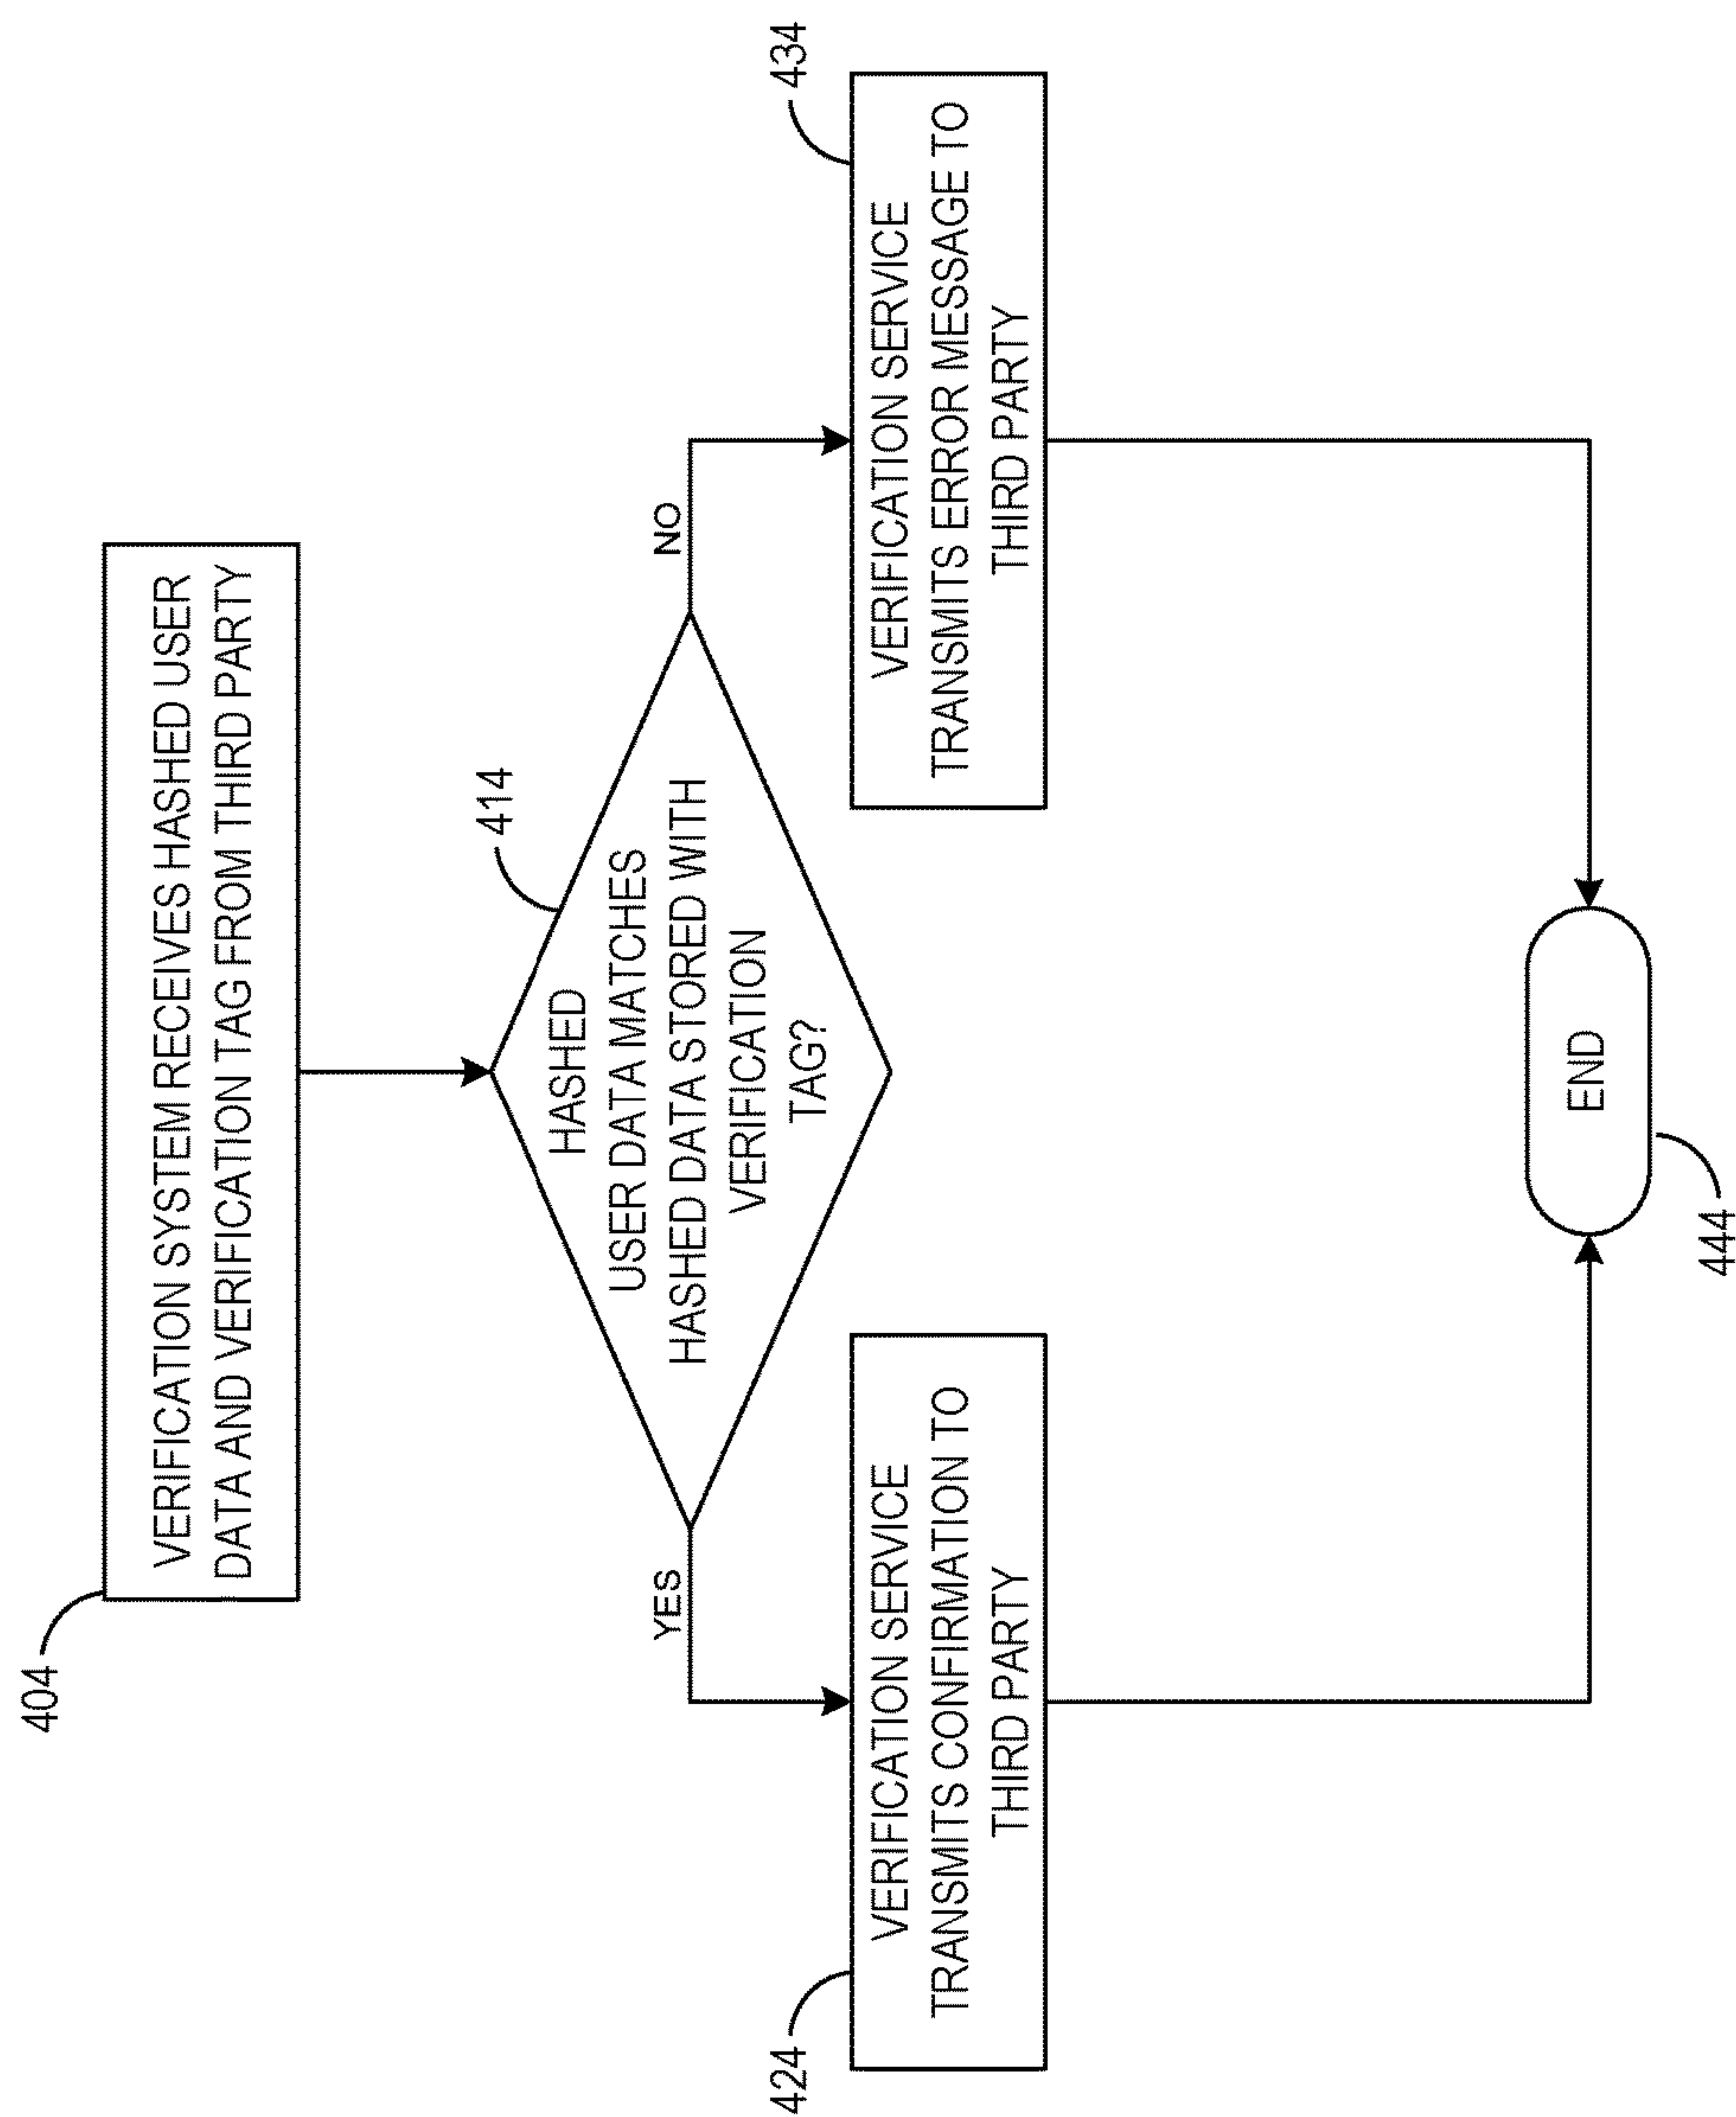 404
VERIFICATION SYSTEM RECEIVES HASHED USER
DATA AND VERIFICATION TAG FROM THIRD PARTY
414
HASHED
USER DATA MATCHES
HASHED DATA STORED WITH
VERIFICATION
TAG?
YES
NO
424
VERIFICATION SERVICE
TRANSMITS CONFIRMATION TO
THIRD PARTY
434
VERIFICATION SERVICE
TRANSMITS ERROR MESSAGE TO
THIRD PARTY
END
444